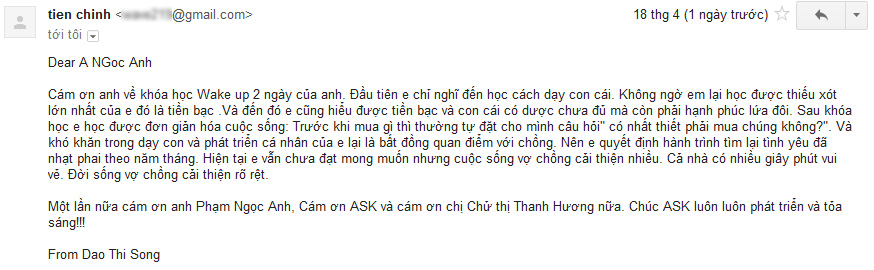 tien chinh <@gmail.com>
18 thg 4 (1 ngày trước)
tới tôi
Dear A NGoc Anh
Cám ơn anh về khóa học Wake up 2 ngày của anh. Đầu tiên e chỉ nghĩ đến học cách dạy con cái. Không ngờ em lại học được thiếu xót
lớn nhất của e đó là tiền bạc .Và đến đó e cũng hiểu được tiền bạc và con cái có dược chưa đủ mà còn phải hạnh phúc lứa đôi. Sau khóa
học e học được đơn giản hóa cuộc sống: Trước khi mua gì thì thường tự đặt cho mình câu hỏi" có nhất thiết phải mua chúng không?". Và
khó khăn trong dạy con và phát triển cá nhân của e lại là bất đồng quan điểm với chồng. Nên e quyết định hành trình tìm lại tình yêu đã
nhạt phai theo năm tháng. Hiện tại e vẫn chưa đạt mong muốn nhưng cuộc sống vợ chồng cải thiện nhiều. Cả nhà có nhiều giây phút vui
vẻ. Đời sống vợ chồng cải thiện rõ rệt.
Một lần nữa cám ơn anh Phạm Ngọc Anh, Cám ơn ASK và cám ơn chị Chử thị Thanh Hương nữa. Chúc ASK luôn luôn phát triển và tỏa
sáng!!!
From Dao Thi Song